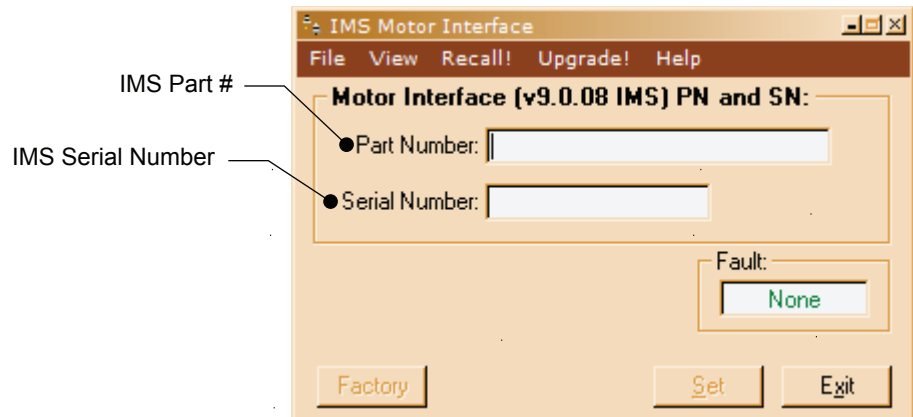 IMS Motor Interface
File View Recall! Upgrade! Help
IMS Part #
Motor Interface (v9.0.08 IMS) PN and SN:
Part Number:
IMS Serial Number
Serial Number:
Fault:
None
Factory
Set
Exit